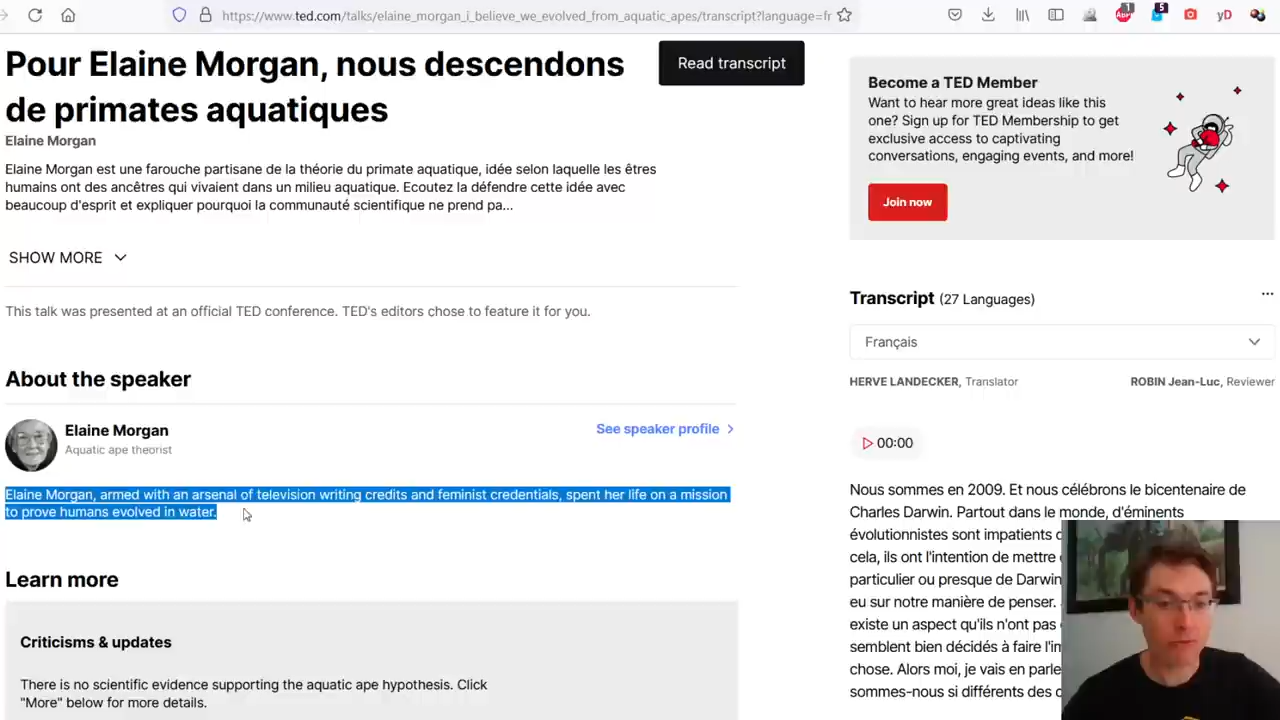 https://www.ted.com/talks/elaine_morgan_i_believe_we_evolved_from_aquatic_apes/transcript?language=fr
1
5
yD
Pour Elaine Morgan, nous descendons
de primates aquatiques
Read transcript
Elaine Morgan
Elaine Morgan est une farouche partisane de la théorie du primate aquatique, idée selon laquelle les êtres
humains ont des ancêtres qui vivaient dans un milieu aquatique. Ecoutez la défendre cette idée avec
beaucoup d'esprit et expliquer pourquoi la communauté scientifique ne prend pa...
SHOW MORE
This talk was presented at an official TED conference. TED's editors chose to feature it for you.
About the speaker
Elaine Morgan
Aquatic ape theorist
See speaker profile
Elaine Morgan, armed with an arsenal of television writing credits and feminist credentials, spent her life on a mission
to prove humans evolved in water.
Learn more
Criticisms & updates
There is no scientific evidence supporting the aquatic ape hypothesis. Click
"More" below for more details.
Become a TED Member
Want to hear more great ideas like this
one? Sign up for TED Membership to get
exclusive access to captivating
conversations, engaging events, and more!
Join now
Transcript (27 Languages)
...
Français
HERVE LANDECKER, Translator
ROBIN Jean-Luc, Reviewer
00:00
Nous sommes en 2009. Et nous célébrons le bicentenaire de
Charles Darwin. Partout dans le monde, d'éminents
évolutionnistes sont impatients
cela, ils ont l'intention de mettre
particulier ou presque de Darwin
eu sur notre manière de penser.
existe un aspect qu'ils n'ont pas
semblent bien décidés à faire
chose. Alors moi, je vais en
sommes-nous si différents